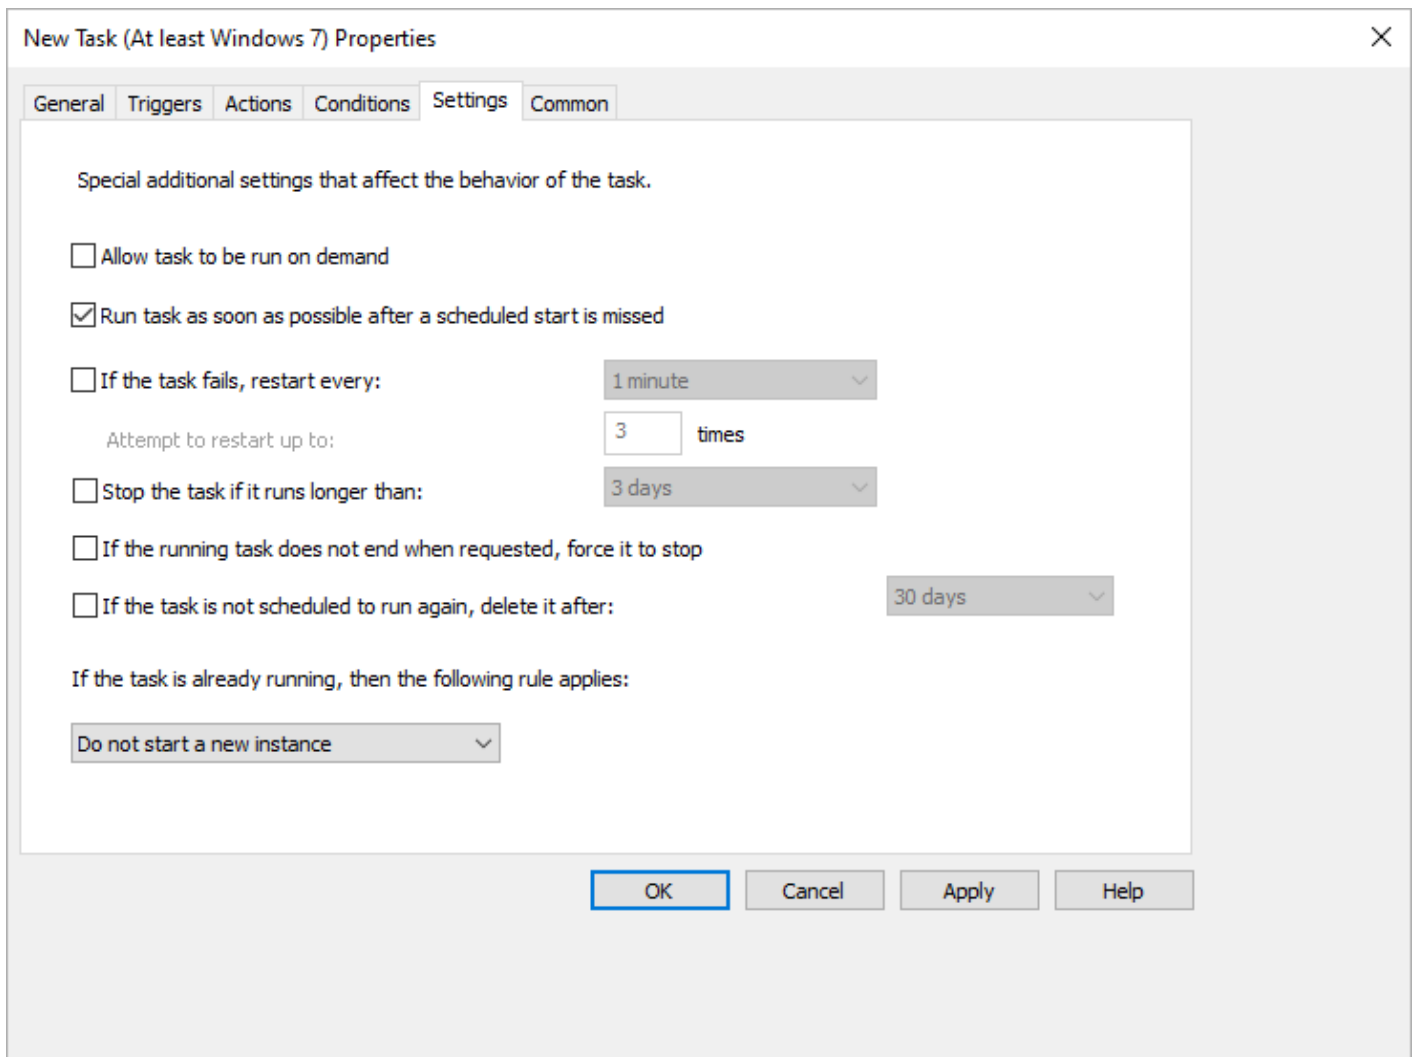 New Task (At least Windows 7) Properties
General Triggers Actions Conditions Settings Common
Special additional settings that affect the behavior of the task.
Allow task to be run on demand
Run task as soon as possible after a scheduled start is missed
If the task fails, restart every: 1 minute
Attempt to restart up to: 3 times
Stop the task if it runs longer than: 3 days
If the running task does not end when requested, force it to stop
If the task is not scheduled to run again, delete it after: 30 days
If the task is already running, then the following rule applies:
Do not start a new instance
OK Cancel Apply Help